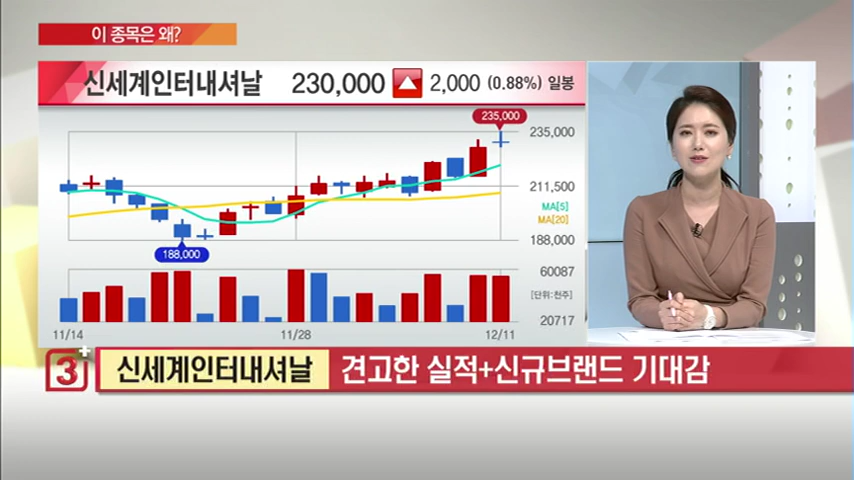 이 종목은 왜?
신세계인터내셔날 230,000 2,000 (0.88%) 일봉
235,000
235,000
211,500
MA[5]
MA[20]
188,000
188,000
60087
[단위:천주]
20717
11/14 11/28 12/11
3+ 신세계인터내셔날 견고한 실적+신규브랜드 기대감